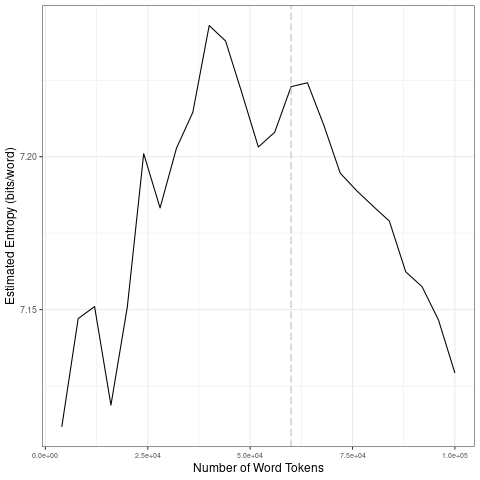 Estimated Entropy (bits/word)
7.20
7.15
0.0e+00 2.5e+04 5.0e+04 7.5e+04 1.0e+05
Number of Word Tokens